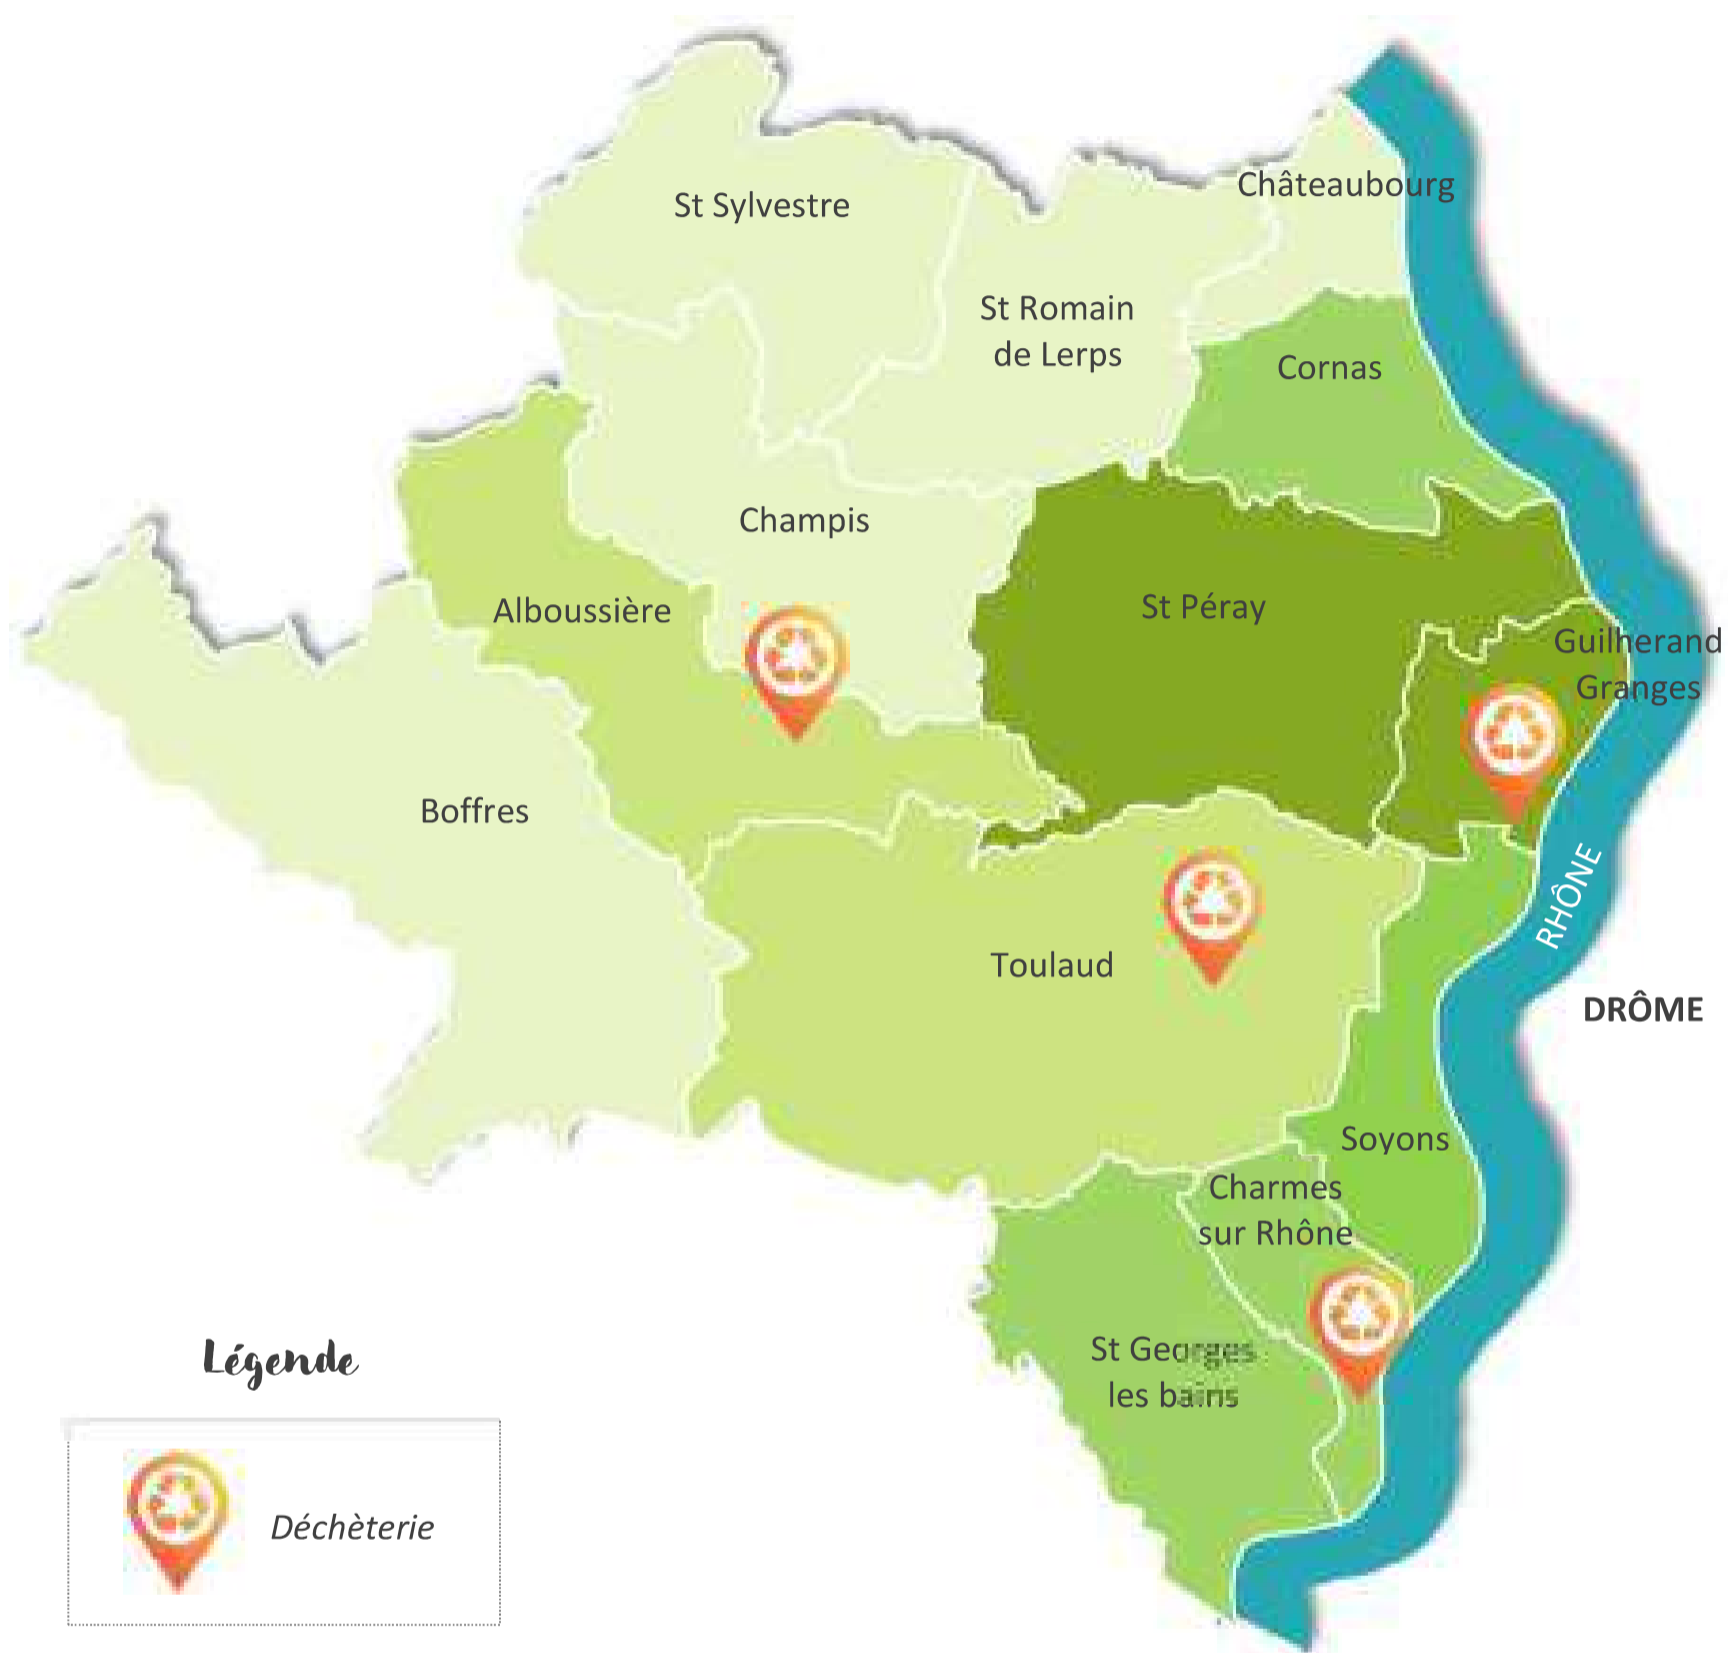 Châteaubourg
St Sylvestre
St Romain
de Lerps
Cornas
Champis
Alboussière
St Péray
Guilherand
Granges
Boffres
RHÔNE
Toulaud
DRÔME
Soyons
Charmes
sur Rhône
St Georges
les bains
Légende
Déchèterie